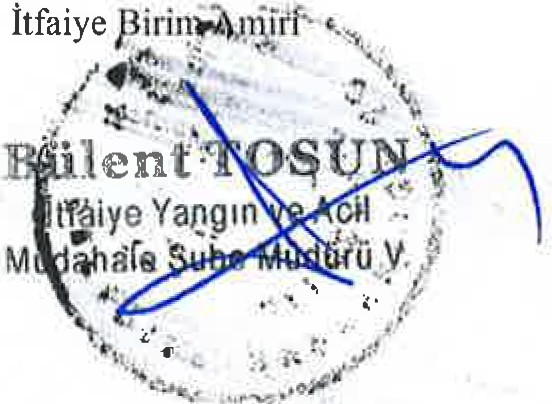 İtfaiye Birim Amiri
Bülent TOSUN
İtfaiye Yangın ve Acil
Müdahale Şube Müdürü V.